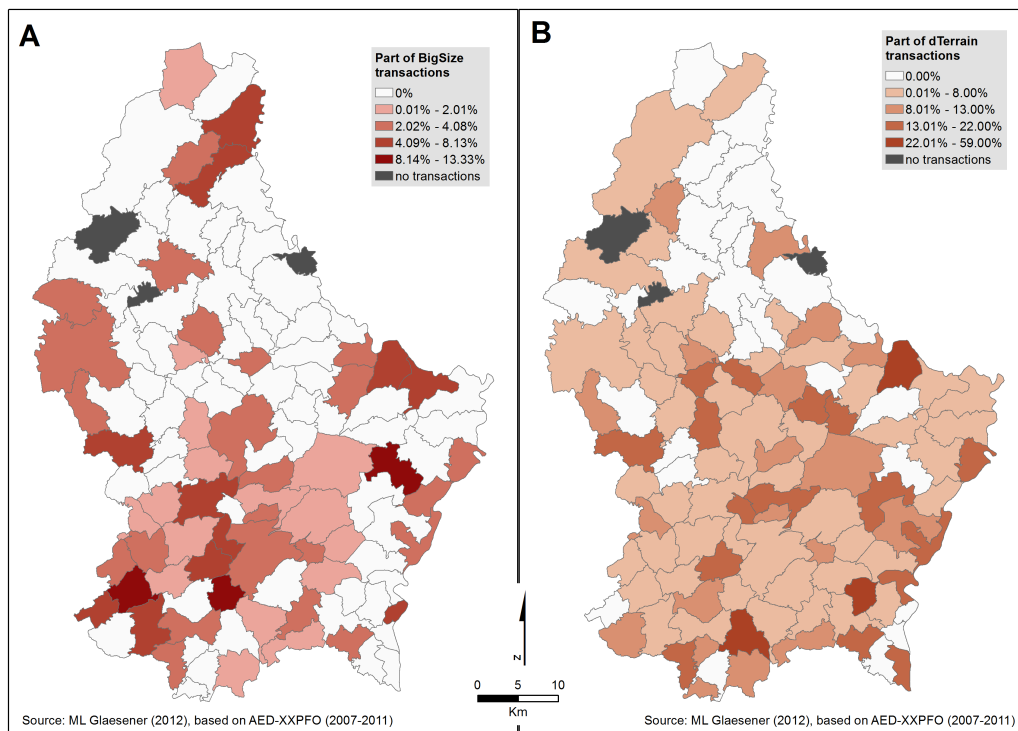 A
Part of BigSize
transactions
0%
0.01% - 2.01%
2.02% - 4.08%
4.09% - 8.13%
8.14% - 13.33%
no transactions
Source: ML Glaesener (2012), based on AED-XXPFO (2007-2011)
B
Part of dTerrain
transactions
0.00%
0.01% - 8.00%
8.01% - 13.00%
13.01% - 22.00%
22.01% - 59.00%
no transactions
z
0 5 10
Km
Source: ML Glaesener (2012), based on AED-XXPFO (2007-2011)